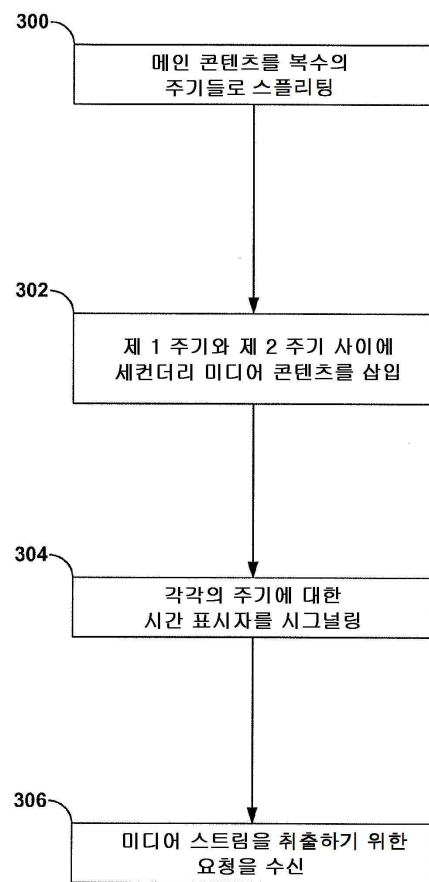 300
메인 콘텐츠를 복수의
주기들로 스플리팅
302
제 1 주기와 제 2 주기 사이에
세컨더리 미디어 콘텐츠를 삽입
304
각각의 주기에 대한
시간 표시자를 시그널링
306
미디어 스트림을 취출하기 위한
요청을 수신